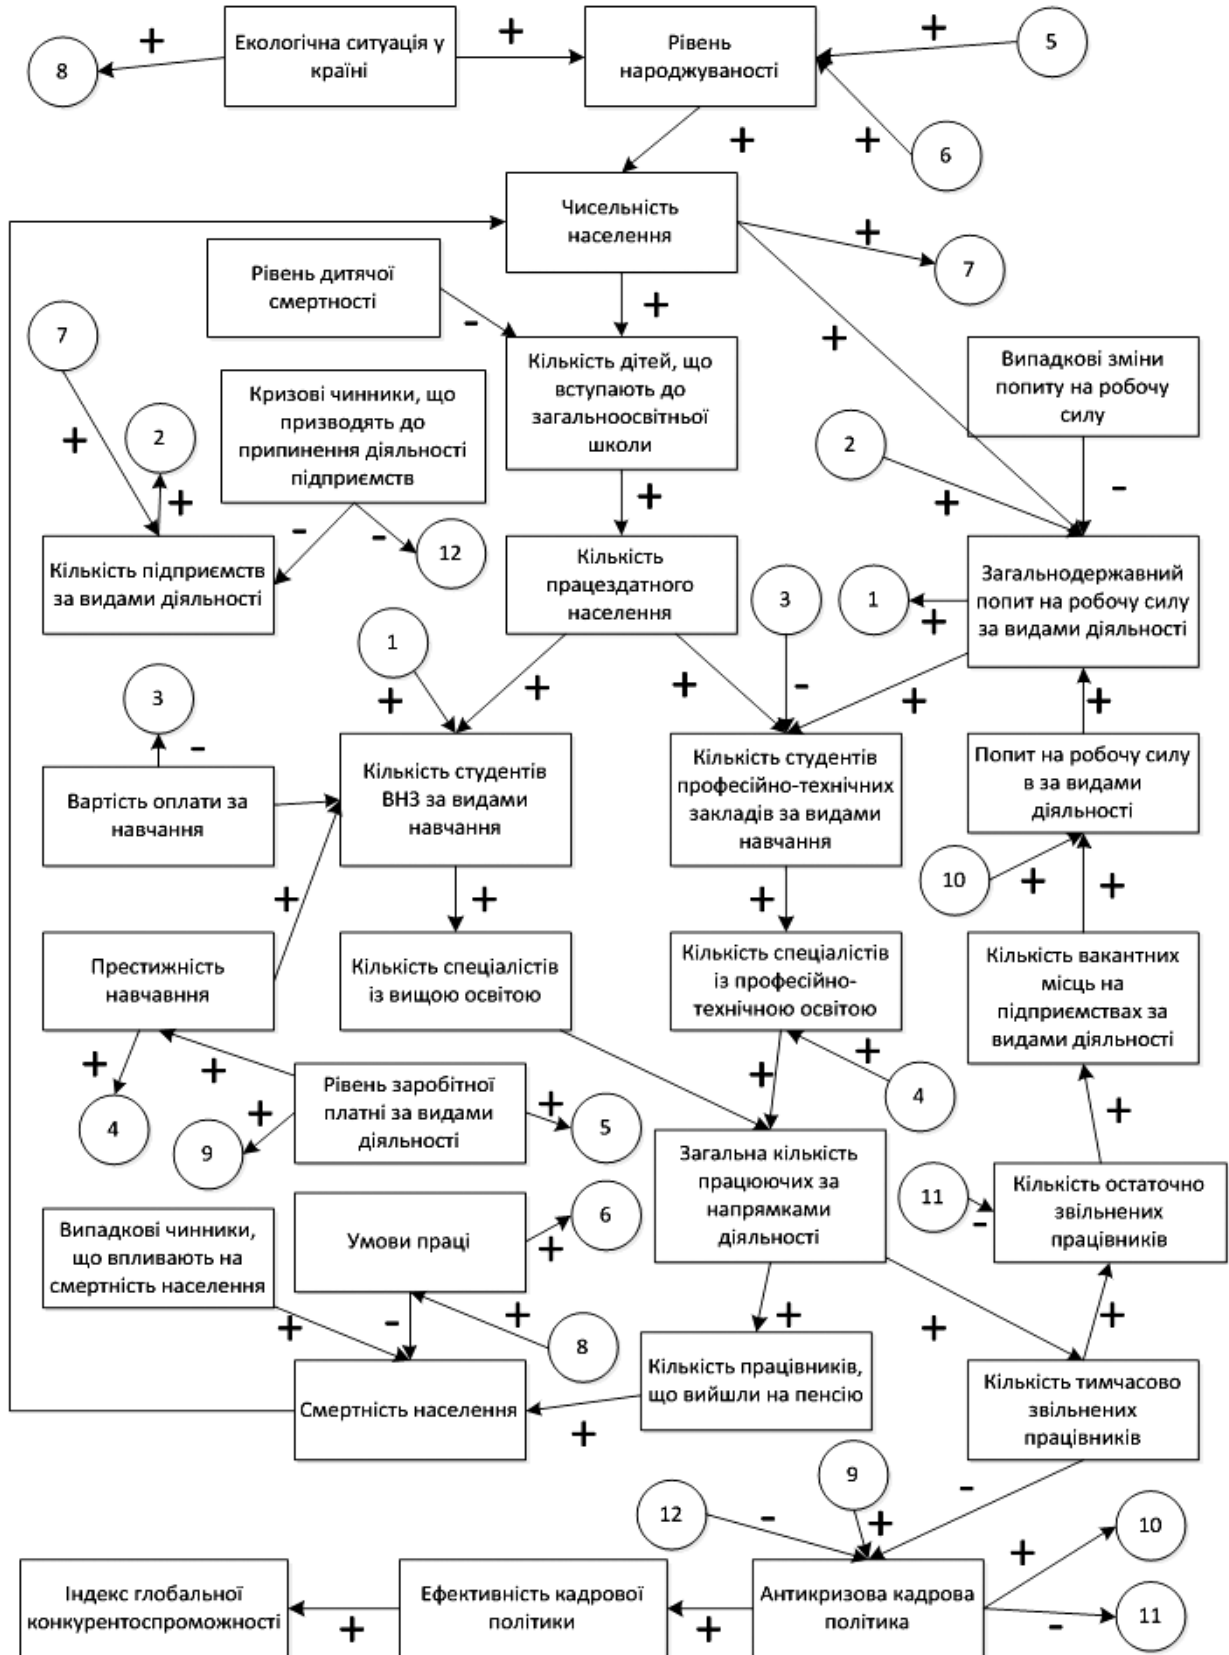 +
Екологічна ситуація у
країні
+
Рівень
народжуваності
+
5
8
+
+
6
Чисельність
населення
+
7
Рівень дитячої
смертності
-
+
7
+
Кількість дітей, що
вступають до
загальноосвітньої
школи
Випадкові зміни
попиту на робочу
силу
Кризові чинники, що
призводять до
припинення діяльності
підприємств
+
2
+
2
+
-
+
-
-
12
Кількість підприємств
за видами діяльності
Кількість
працездатного
населення
3
1
+
Загальнодержавний
попит на робочу силу
за видами діяльності
1
+
+
+
-
+
+
3
-
Вартість оплати за
навчання
Кількість студентів
ВНЗ за видами
навчання
Кількість студентів
професійно-технічних
закладів за видами
навчання
Попит на робочу силу
в за видами
діяльності
10
+
+
+
+
+
Престижність
навчавння
Кількість спеціалістів
із вищою освітою
Кількість спеціалістів
із професійно-
технічною освітою
Кількість вакантних
місць на
підприємствах за
видами діяльності
+
+
+
+
4
4
+
9
Рівень заробітної
платні за видами
діяльності
+
5
Загальна кількість
працюючих за
напрямками
діяльності
+
11
-
Кількість остаточно
звільнених
працівників
Випадкові чинники,
що впливають на
смертність населення
Умови праці
6
+
+
-
+
8
+
+
+
Смертність населення
Кількість працівників,
що вийшли на пенсію
+
Кількість тимчасово
звільнених
працівників
9
-
12
-
+
+
10
Індекс глобальної
конкурентоспроможності
+
Ефективність кадрової
політики
+
Антикризова кадрова
політика
-
11